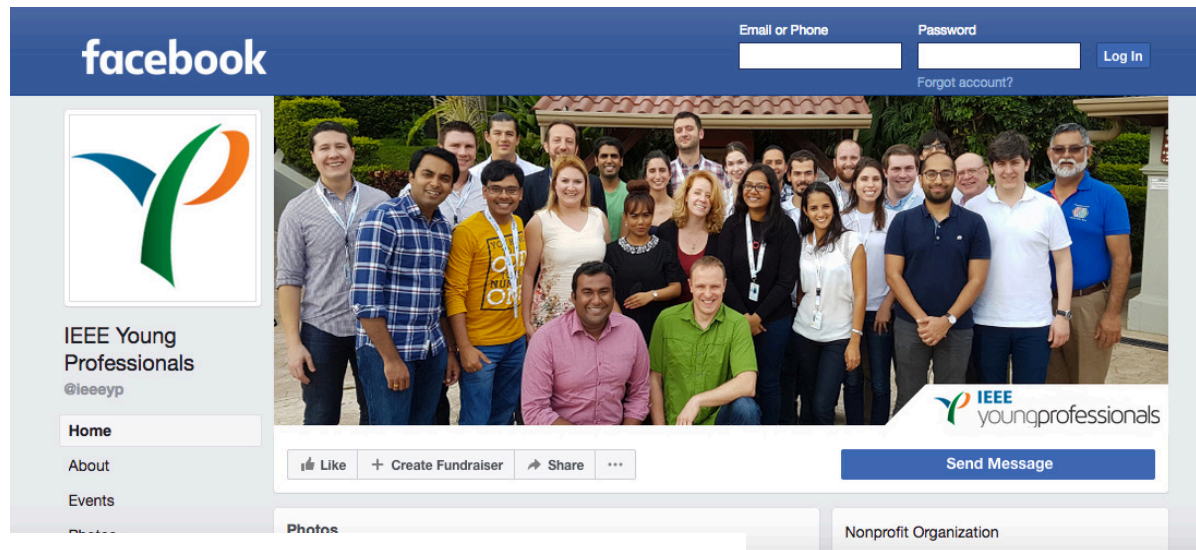 facebook
Email or Phone
Password
Log In
Forgot account?
IEEE Young
Professionals
@ieeeyp
Home
About
Events
Photos
IEEE
youngprofessionals
Like
+ Create Fundraiser
Share
...
Send Message
Photos
Nonprofit Organization